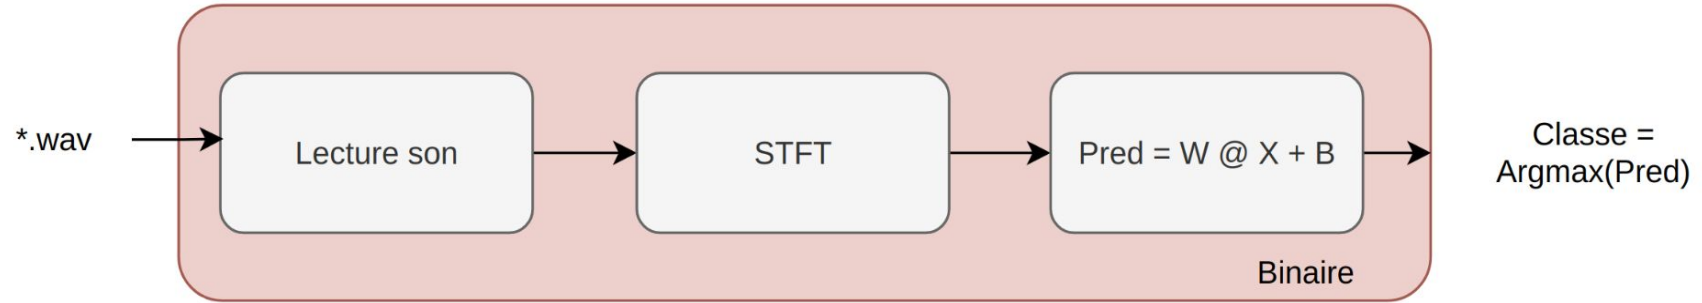 *.wav
Lecture son
STFT
Pred = W @ X + B
Classe =
Argmax(Pred)
Binaire